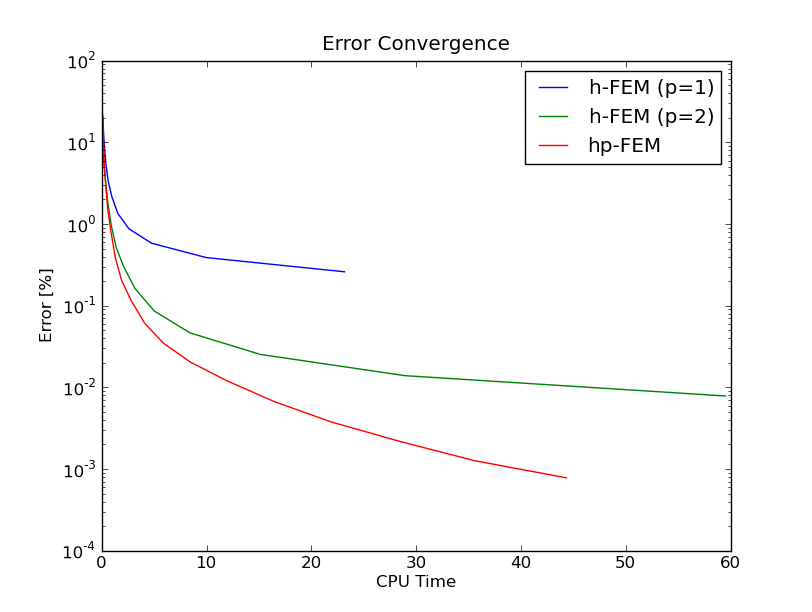 Error Convergence
h-FEM (p=1)
h-FEM (p=2)
hp-FEM
Error [%]
10^2
10^1
10^0
10^-1
10^-2
10^-3
10^-4
0 10 20 30 40 50 60
CPU Time